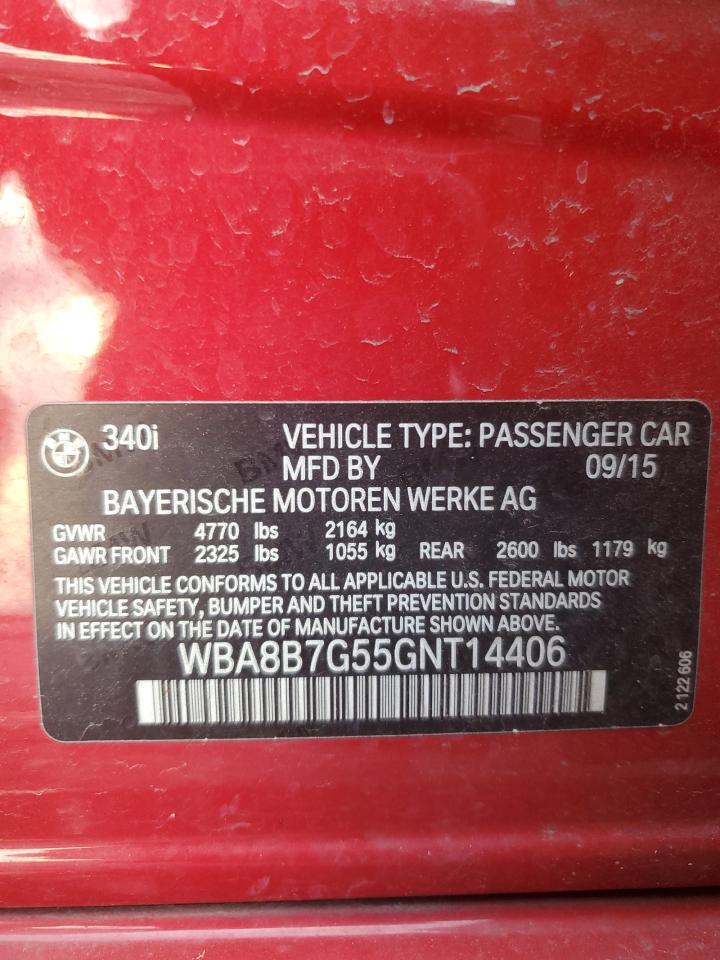 340i VEHICLE TYPE: PASSENGER CAR
MFD BY 09/15
BAYERISCHE MOTOREN WERKE AG
GVWR 4770 lbs 2164 kg
GAWR FRONT 2325 lbs 1055 kg REAR 2600 lbs 1179 kg
THIS VEHICLE CONFORMS TO ALL APPLICABLE U.S. FEDERAL MOTOR
VEHICLE SAFETY, BUMPER AND THEFT PREVENTION STANDARDS
IN EFFECT ON THE DATE OF MANUFACTURE SHOWN ABOVE.
WBA8B7G55GNT14406
2 122 606